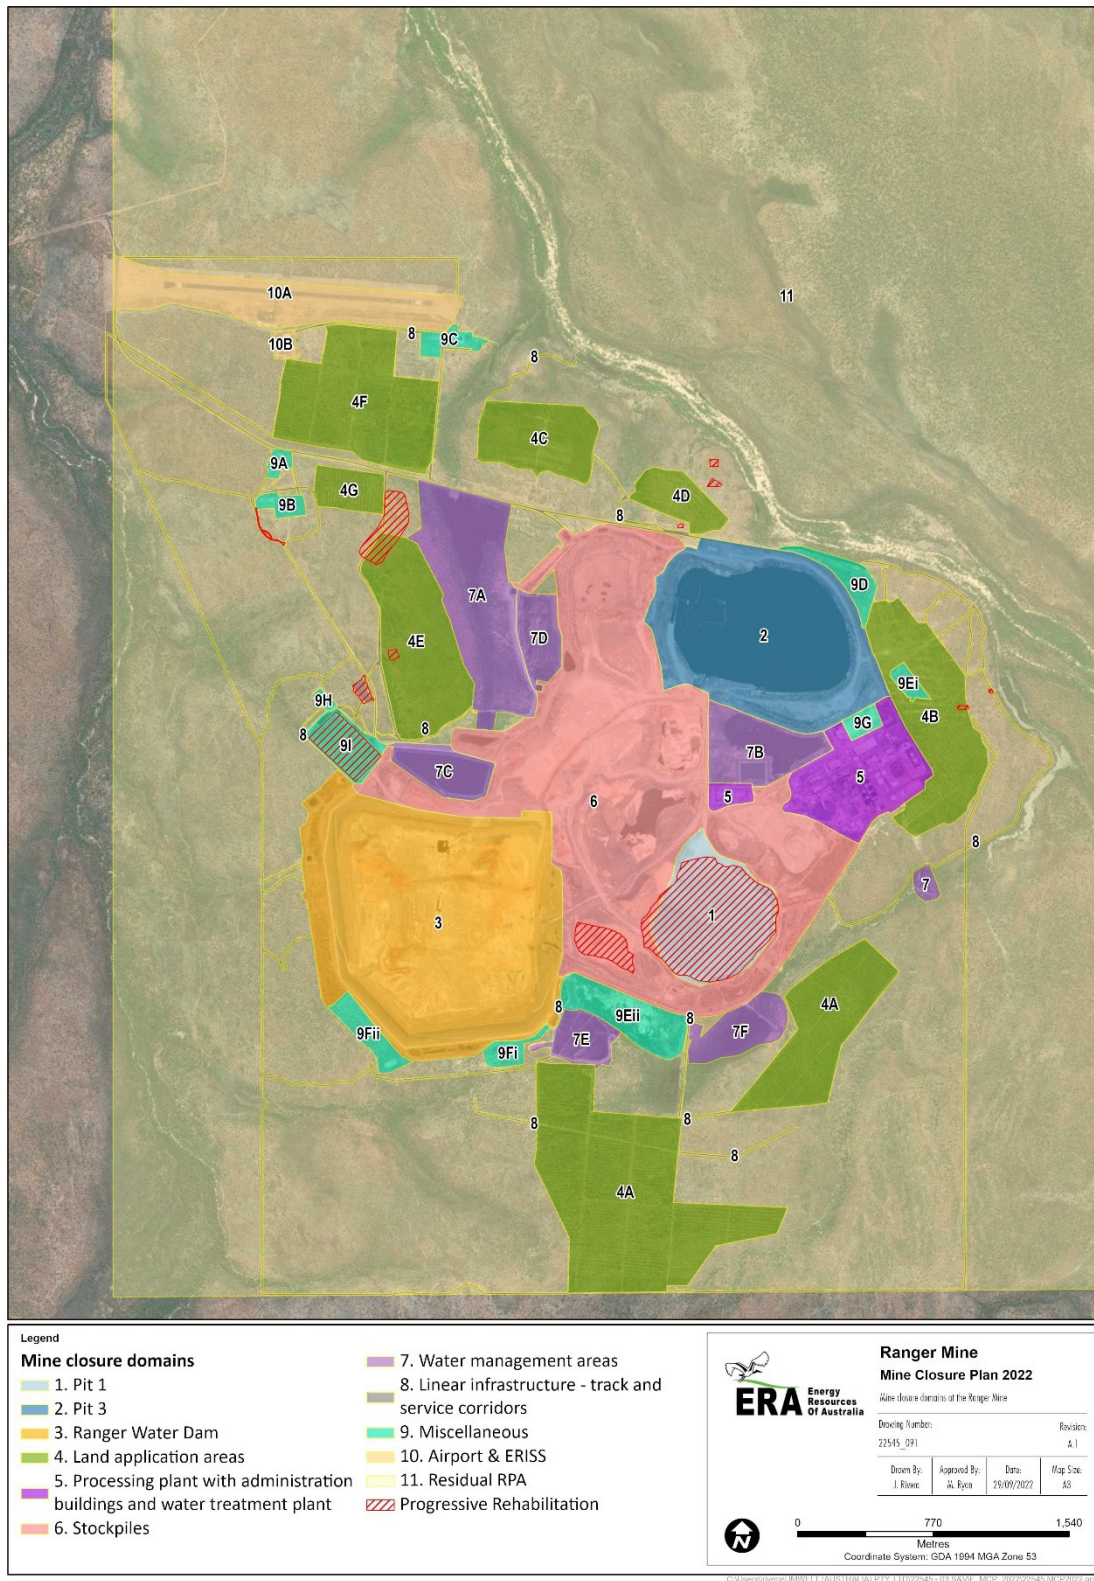 11
10A
10B
8
9C
8
4F
4C
9A
4G
4D
9B
8
9D
7A
2
4E
7D
9Ei
9H
4B
8
9G
8
9I
7B
7C
5
5
6
8
7
1
3
4A
8
9Eii
8
7F
9Fii
7E
9Fi
8
8
8
4A
Legend
Mine closure domains
1. Pit 1
2. Pit 3
3. Ranger Water Dam
4. Land application areas
5. Processing plant with administration
buildings and water treatment plant
6. Stockpiles
7. Water management areas
8. Linear infrastructure - track and
service corridors
9. Miscellaneous
10. Airport & ERISS
11. Residual RPA
Progressive Rehabilitation
ERA Energy
Resources
Of Australia
Ranger Mine
Mine Closure Plan 2022
Mine closure domains at the Ranger Mine
Drawing Number: Revision:
22545_091 A.1
Drawn By: Approved By: Date: Map Size:
J. Rivera M. Ryan 29/09/2022 A3
N
0 770 1,540
Metres
Coordinate System: GDA 1994 MGA Zone 53